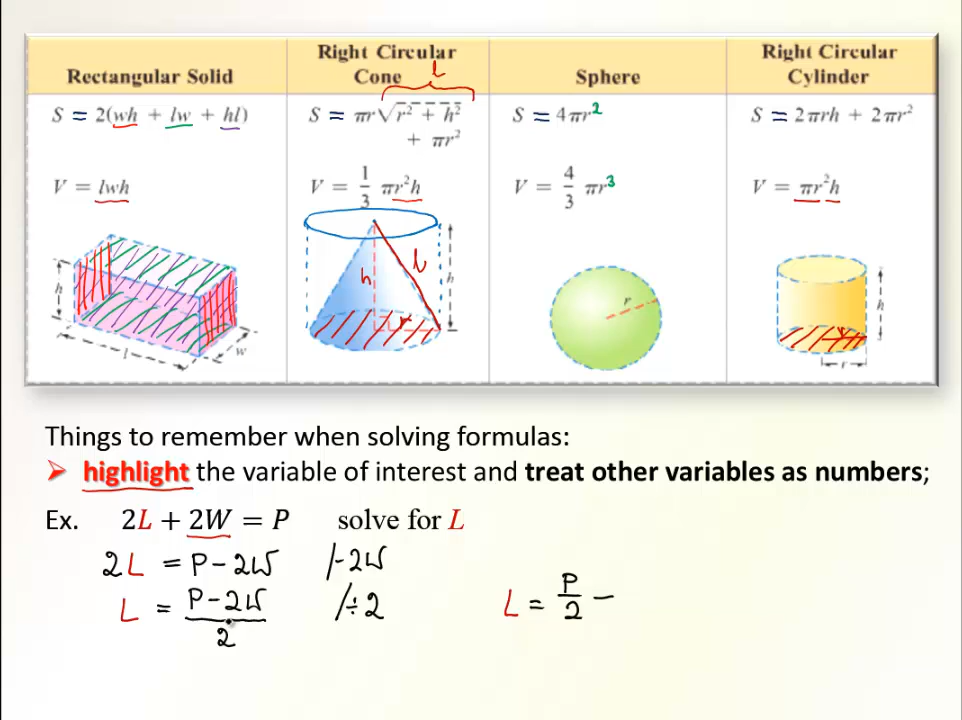 Rectangular Solid
S = 2(wh + lw + hl)
V = lwh
h
l
w
Right Circular
Cone
l
S = πr√r² + h²
+ πr²
V = 1/3 πr²h
h
l
r
h
Sphere
S = 4πr²
V = 4/3 πr³
r
Right Circular
Cylinder
S = 2πrh + 2πr²
V = πr²h
h
r
Things to remember when solving formulas:
➢ highlight the variable of interest and treat other variables as numbers;
Ex. 2L + 2W = P solve for L
2L = P - 2W /-2W
L = P - 2W / 2 /÷2
L = P/2 -